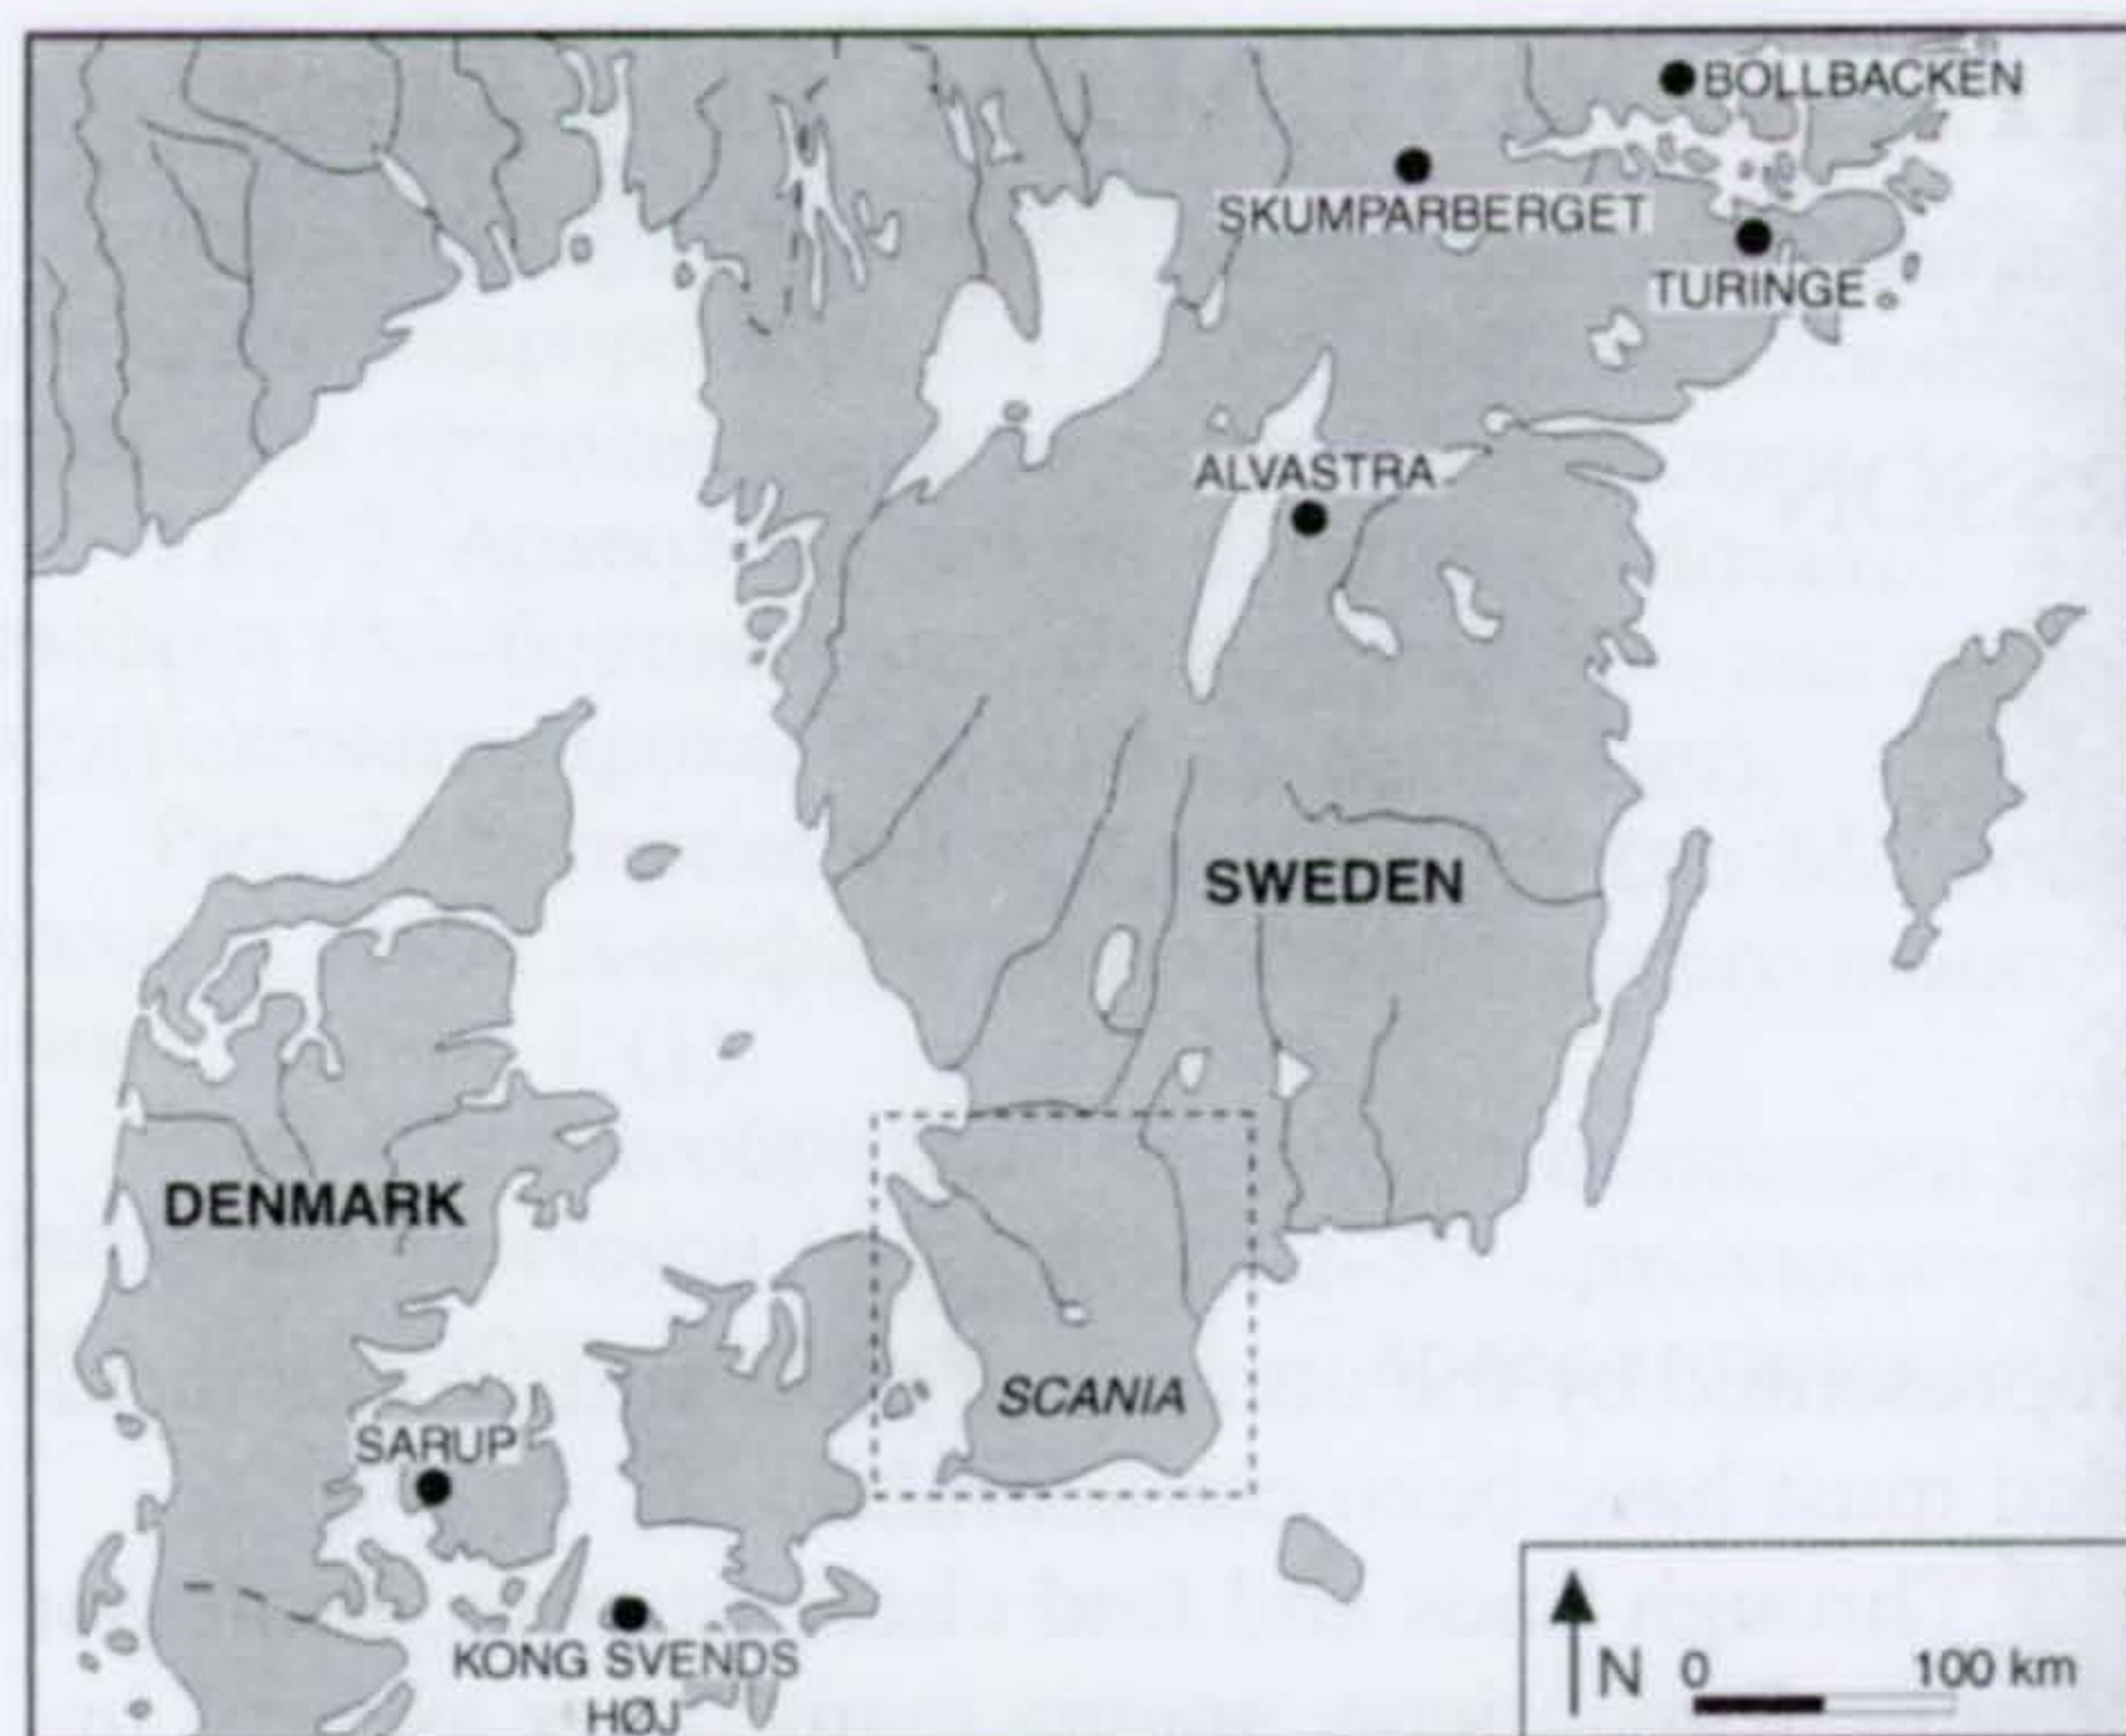 BOLLBACKEN
SKUMPARBERGET
TURINGE
ALVASTRA
SWEDEN
DENMARK
SCANIA
SARUP
KONG SVENDS
HØJ
N 0 100 km